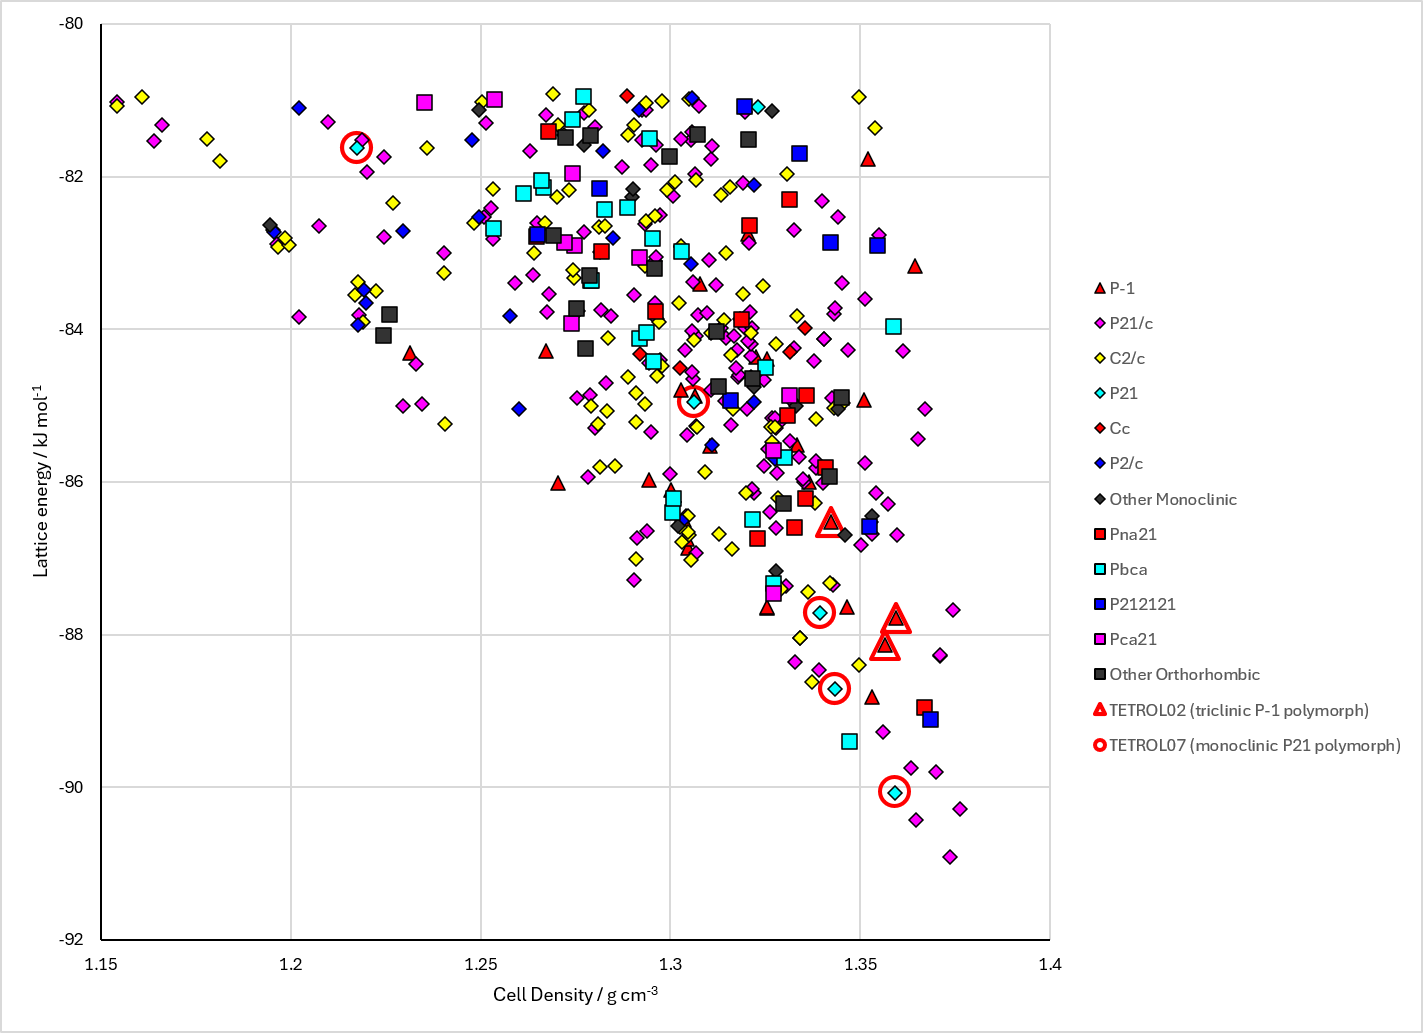 -80
-82
-84
-86
-88
-90
-92
Lattice energy / kJ mol-1
1.15 1.2 1.25 1.3 1.35 1.4
Cell Density / g cm-3
P-1
P21/c
C2/c
P21
Cc
P2/c
Other Monoclinic
Pna21
Pbca
P212121
Pca21
Other Orthorhombic
TETROL02 (triclinic P-1 polymorph)
TETROL07 (monoclinic P21 polymorph)